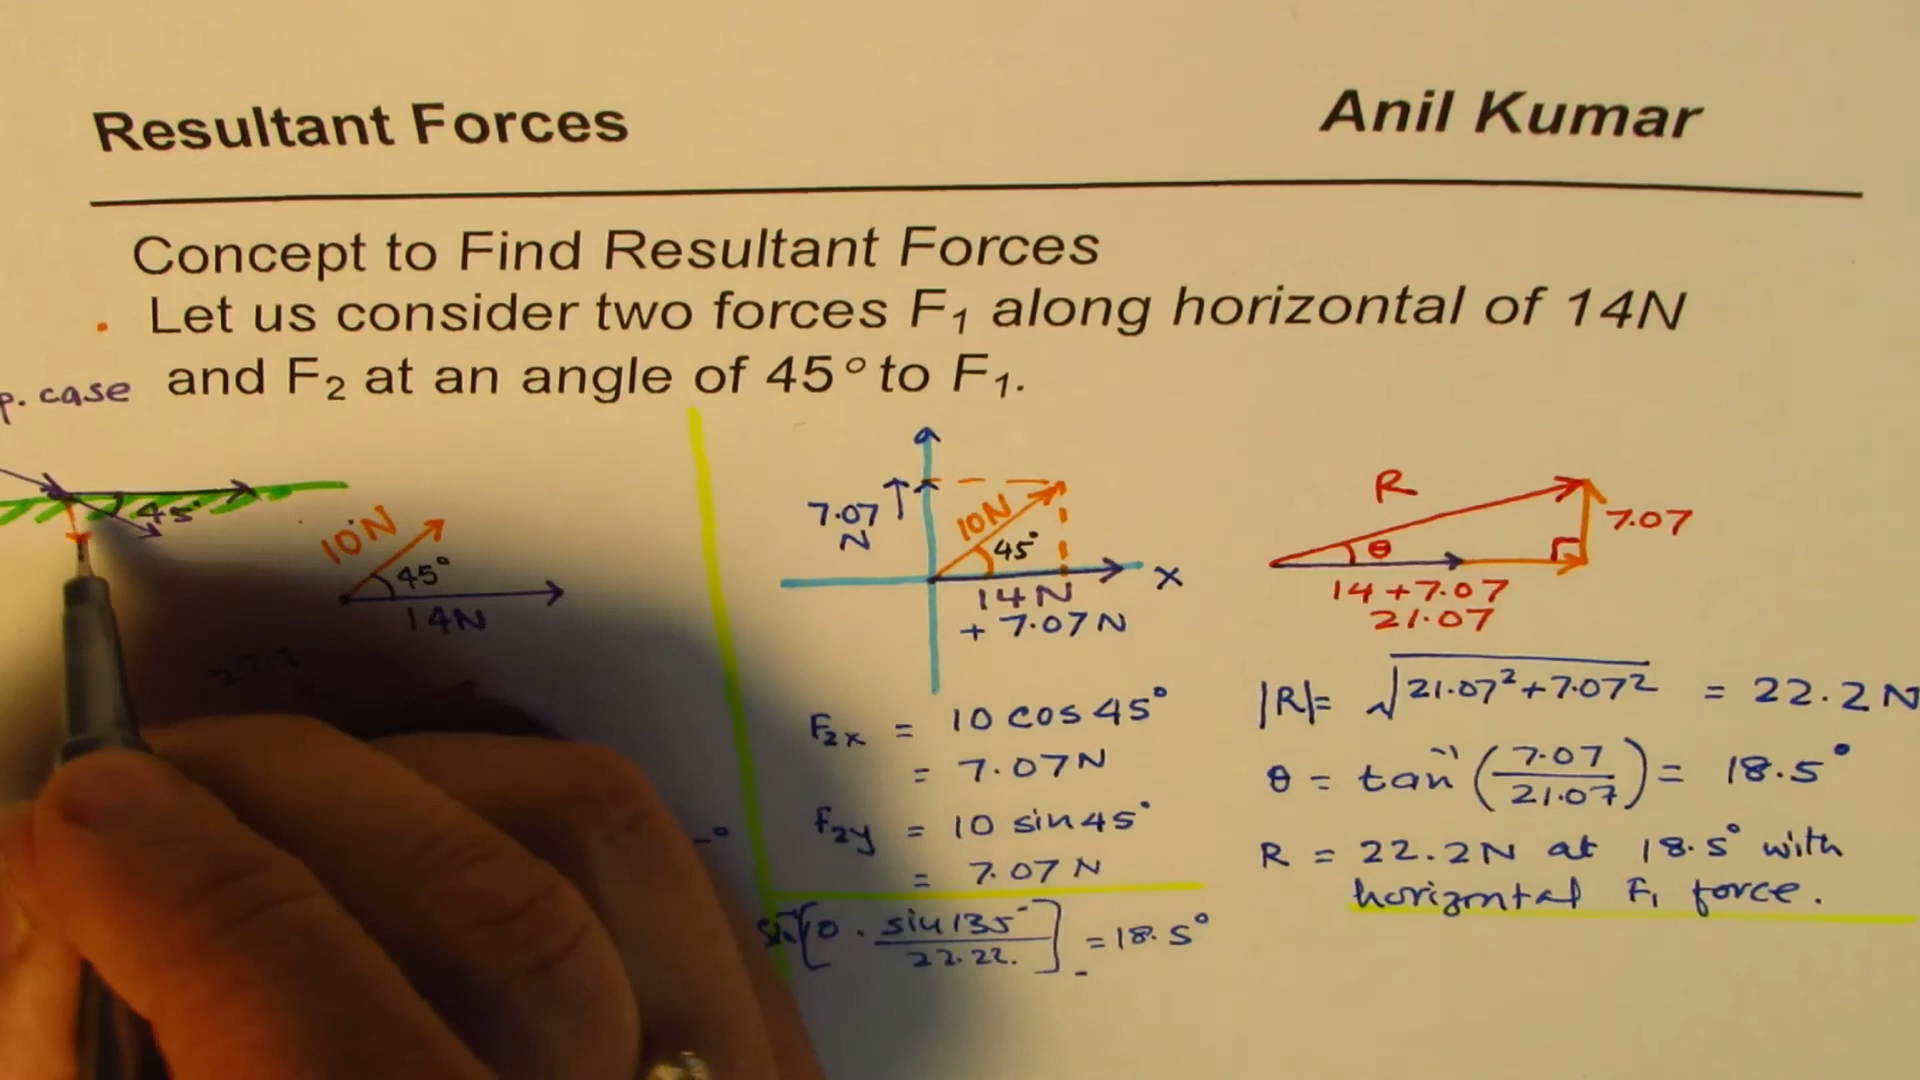 Resultant Forces
Anil Kumar
Concept to Find Resultant Forces
Let us consider two forces F₁ along horizontal of 14N
and F₂ at an angle of 45° to F₁.
p. case
45°
10N
45°
14N
7.07
N
10N
45°
x
14N
+ 7.07N
F₂ₓ = 10 cos 45°
= 7.07N
f₂y = 10 sin 45°
= 7.07 N
sin 135
22.22.
= 18.5°
R
θ
7.07
14 + 7.07
21.07
|R| = √21.07² + 7.07² = 22.2 N
θ = tan⁻¹ (7.07/21.07) = 18.5°
R = 22.2N at 18.5° with
horizontal F₁ force.